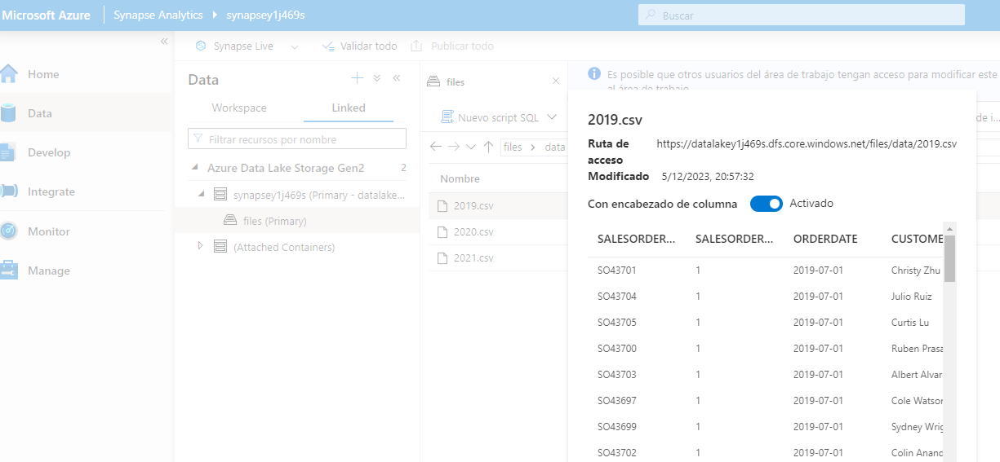 Microsoft Azure
Synapse Analytics
synapsey1j469s
Buscar
«
Home
Data
Develop
Integrate
Monitor
Manage
Synapse Live
Validar todo
Publicar todo
Data
Workspace
Linked
Filtrar recursos por nombre
Azure Data Lake Storage Gen2 2
synapsey1j469s (Primary - datalake...
files (Primary)
(Attached Containers)
files
Nuevo script SQL
files > data
Nombre
2019.csv
2020.csv
2021.csv
Es posible que otros usuarios del área de trabajo tengan acceso para modificar este
al área de trabajo.
de i...
2019.csv
Ruta de acceso
https://datalakey1j469s.dfs.core.windows.net/files/data/2019.csv
Modificado 5/12/2023, 20:57:32
Con encabezado de columna Activado
SALESORDER... SALESORDER... ORDERDATE CUSTOME
SO43701 1 2019-07-01 Christy Zhu
SO43704 1 2019-07-01 Julio Ruiz
SO43705 1 2019-07-01 Curtis Lu
SO43700 1 2019-07-01 Ruben Prasa
SO43703 1 2019-07-01 Albert Alvar
SO43697 1 2019-07-01 Cole Watson
SO43699 1 2019-07-01 Sydney Wrig
SO43702 1 2019-07-01 Colin Anand